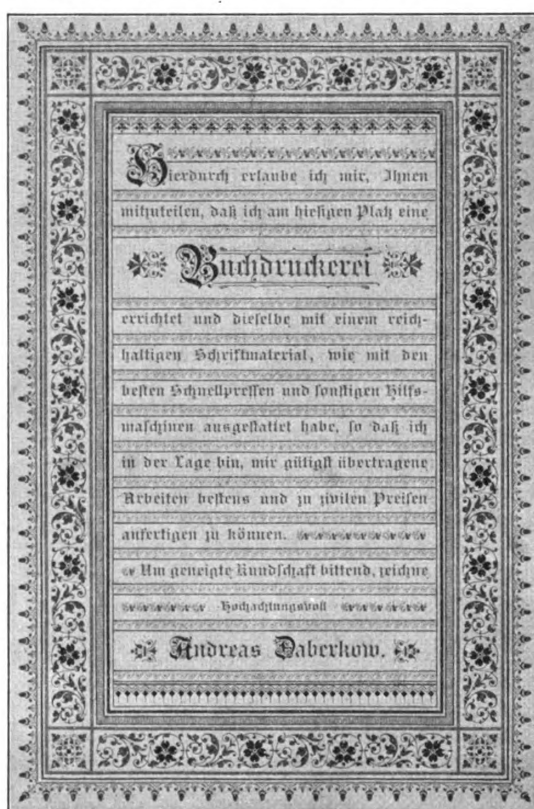 Hierdurch erlaube ich mir, Ihnen
mitzuteilen, daß ich am hiesigen Platz eine
Buchdruckerei
errichtet und dieselbe mit einem reich-
haltigen Schriftmaterial, wie mit den
besten Schnellpressen und sonstigen Hilfs-
maschinen ausgestattet habe, so daß ich
in der Lage bin, mir gütigst übertragene
Arbeiten bestens und zu zivilen Preisen
anfertigen zu können.
Um geneigte Kundschaft bittend, zeichne
Hochachtungsvoll
Andreas Daberkow.